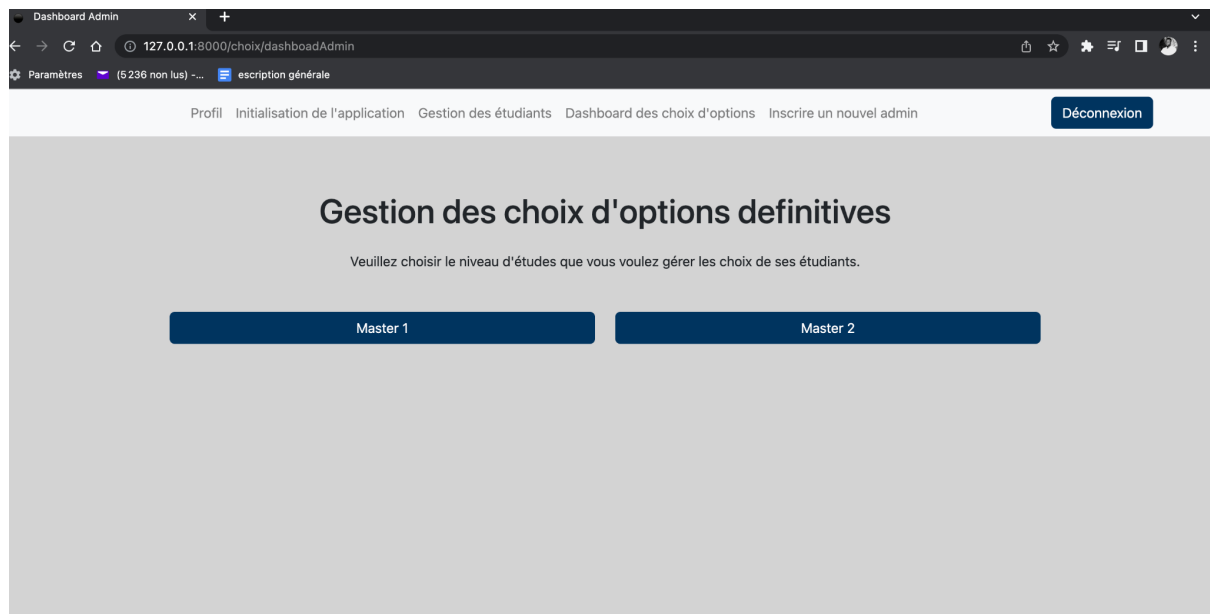 Dashboard Admin
127.0.0.1:8000/choix/dashboadAdmin
Paramètres (5 236 non lus) -... escription générale
Profil Initialisation de l'application Gestion des étudiants Dashboard des choix d'options Inscrire un nouvel admin Déconnexion
Gestion des choix d'options definitives
Veuillez choisir le niveau d'études que vous voulez gérer les choix de ses étudiants.
Master 1 Master 2